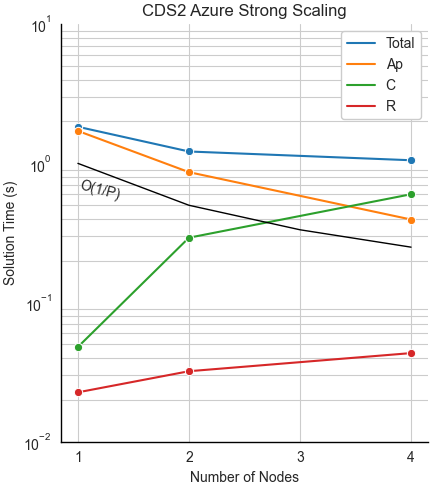 CDS2 Azure Strong Scaling
Total
Ap
C
R
10¹
10⁰
10⁻¹
10⁻²
Solution Time (s)
O(1/P)
1 2 3 4
Number of Nodes